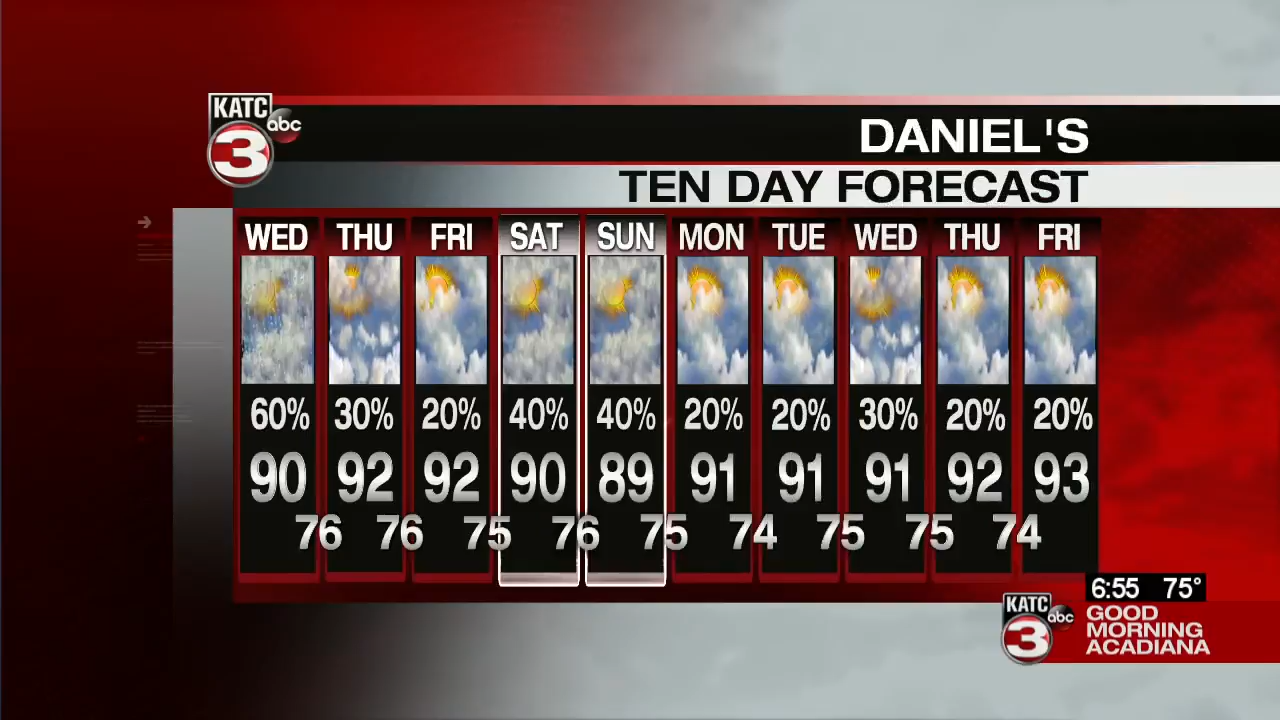 KATC
abc
3
DANIEL'S
TEN DAY FORECAST
WED THU FRI SAT SUN MON TUE WED THU FRI
60% 30% 20% 40% 40% 20% 20% 30% 20% 20%
90 92 92 90 89 91 91 91 92 93
76 76 75 76 75 74 75 75 74
6:55 75°
KATC
abc
3
GOOD
MORNING
ACADIANA